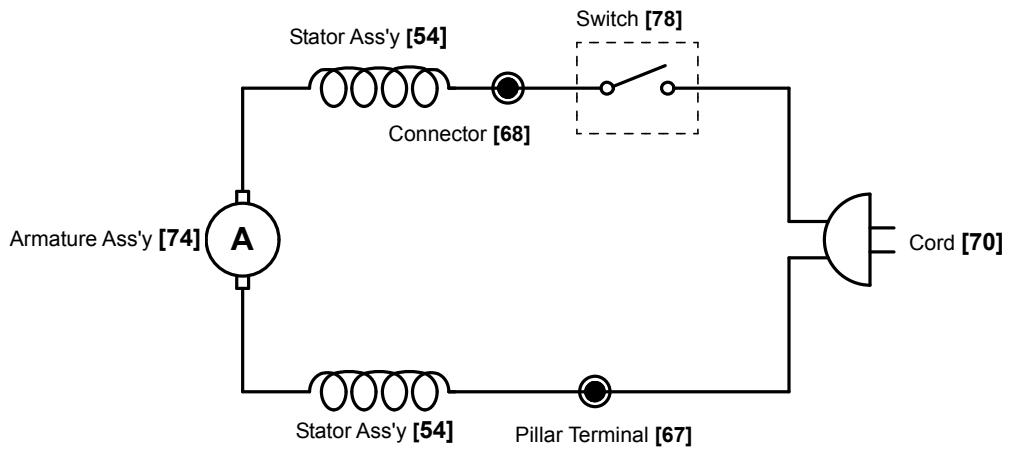 Switch [78]
Stator Ass'y [54]
Connector [68]
Armature Ass'y [74]
A
Cord [70]
Stator Ass'y [54]
Pillar Terminal [67]